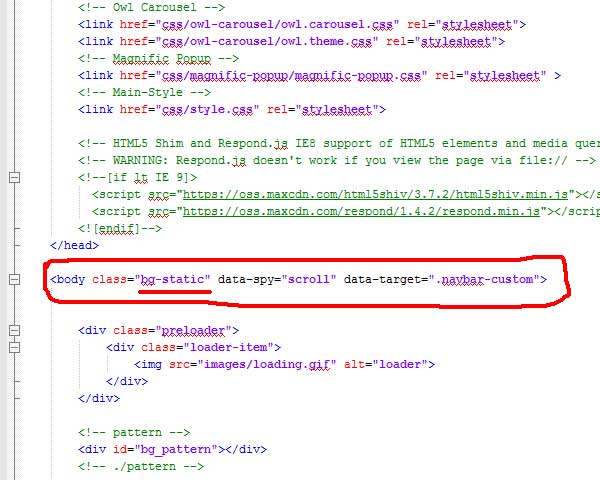 <!-- Owl Carousel -->
<link href="css/owl-carousel/owl.carousel.css" rel="stylesheet">
<link href="css/owl-carousel/owl.theme.css" rel="stylesheet">
<!-- Magnific Popup -->
<link href="css/magnific-popup/magnific-popup.css" rel="stylesheet" >
<!-- Main-Style -->
<link href="css/style.css" rel="stylesheet">
<!-- HTML5 Shim and Respond.js IE8 support of HTML5 elements and media quer
<!-- WARNING: Respond.js doesn't work if you view the page via file:// -->
<!--[if lt IE 9]>
<script src="https://oss.maxcdn.com/html5shiv/3.7.2/html5shiv.min.js"></s
<script src="https://oss.maxcdn.com/respond/1.4.2/respond.min.js"></script
<![endif]-->
</head>
<body class="bg-static" data-spy="scroll" data-target=".navbar-custom">
<div class="preloader">
<div class="loader-item">
<img src="images/loading.gif" alt="loader">
</div>
</div>
<!-- pattern -->
<div id="bg_pattern"></div>
<!-- ./pattern -->